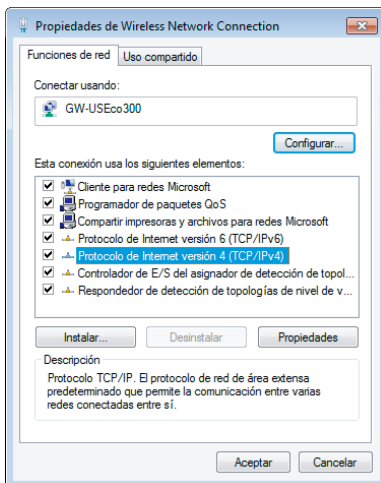 Propiedades de Wireless Network Connection
Funciones de red
Uso compartido
Conectar usando:
GW-USEco300
Configurar...
Esta conexión usa los siguientes elementos:
Cliente para redes Microsoft
Programador de paquetes QoS
Compartir impresoras y archivos para redes Microsoft
Protocolo de Internet versión 6 (TCP/IPv6)
Protocolo de Internet versión 4 (TCP/IPv4)
Controlador de E/S del asignador de detección de topol...
Respondedor de detección de topologías de nivel de v...
Instalar...
Desinstalar
Propiedades
Descripción
Protocolo TCP/IP. El protocolo de red de área extensa
predeterminado que permite la comunicación entre varias
redes conectadas entre sí.
Aceptar
Cancelar